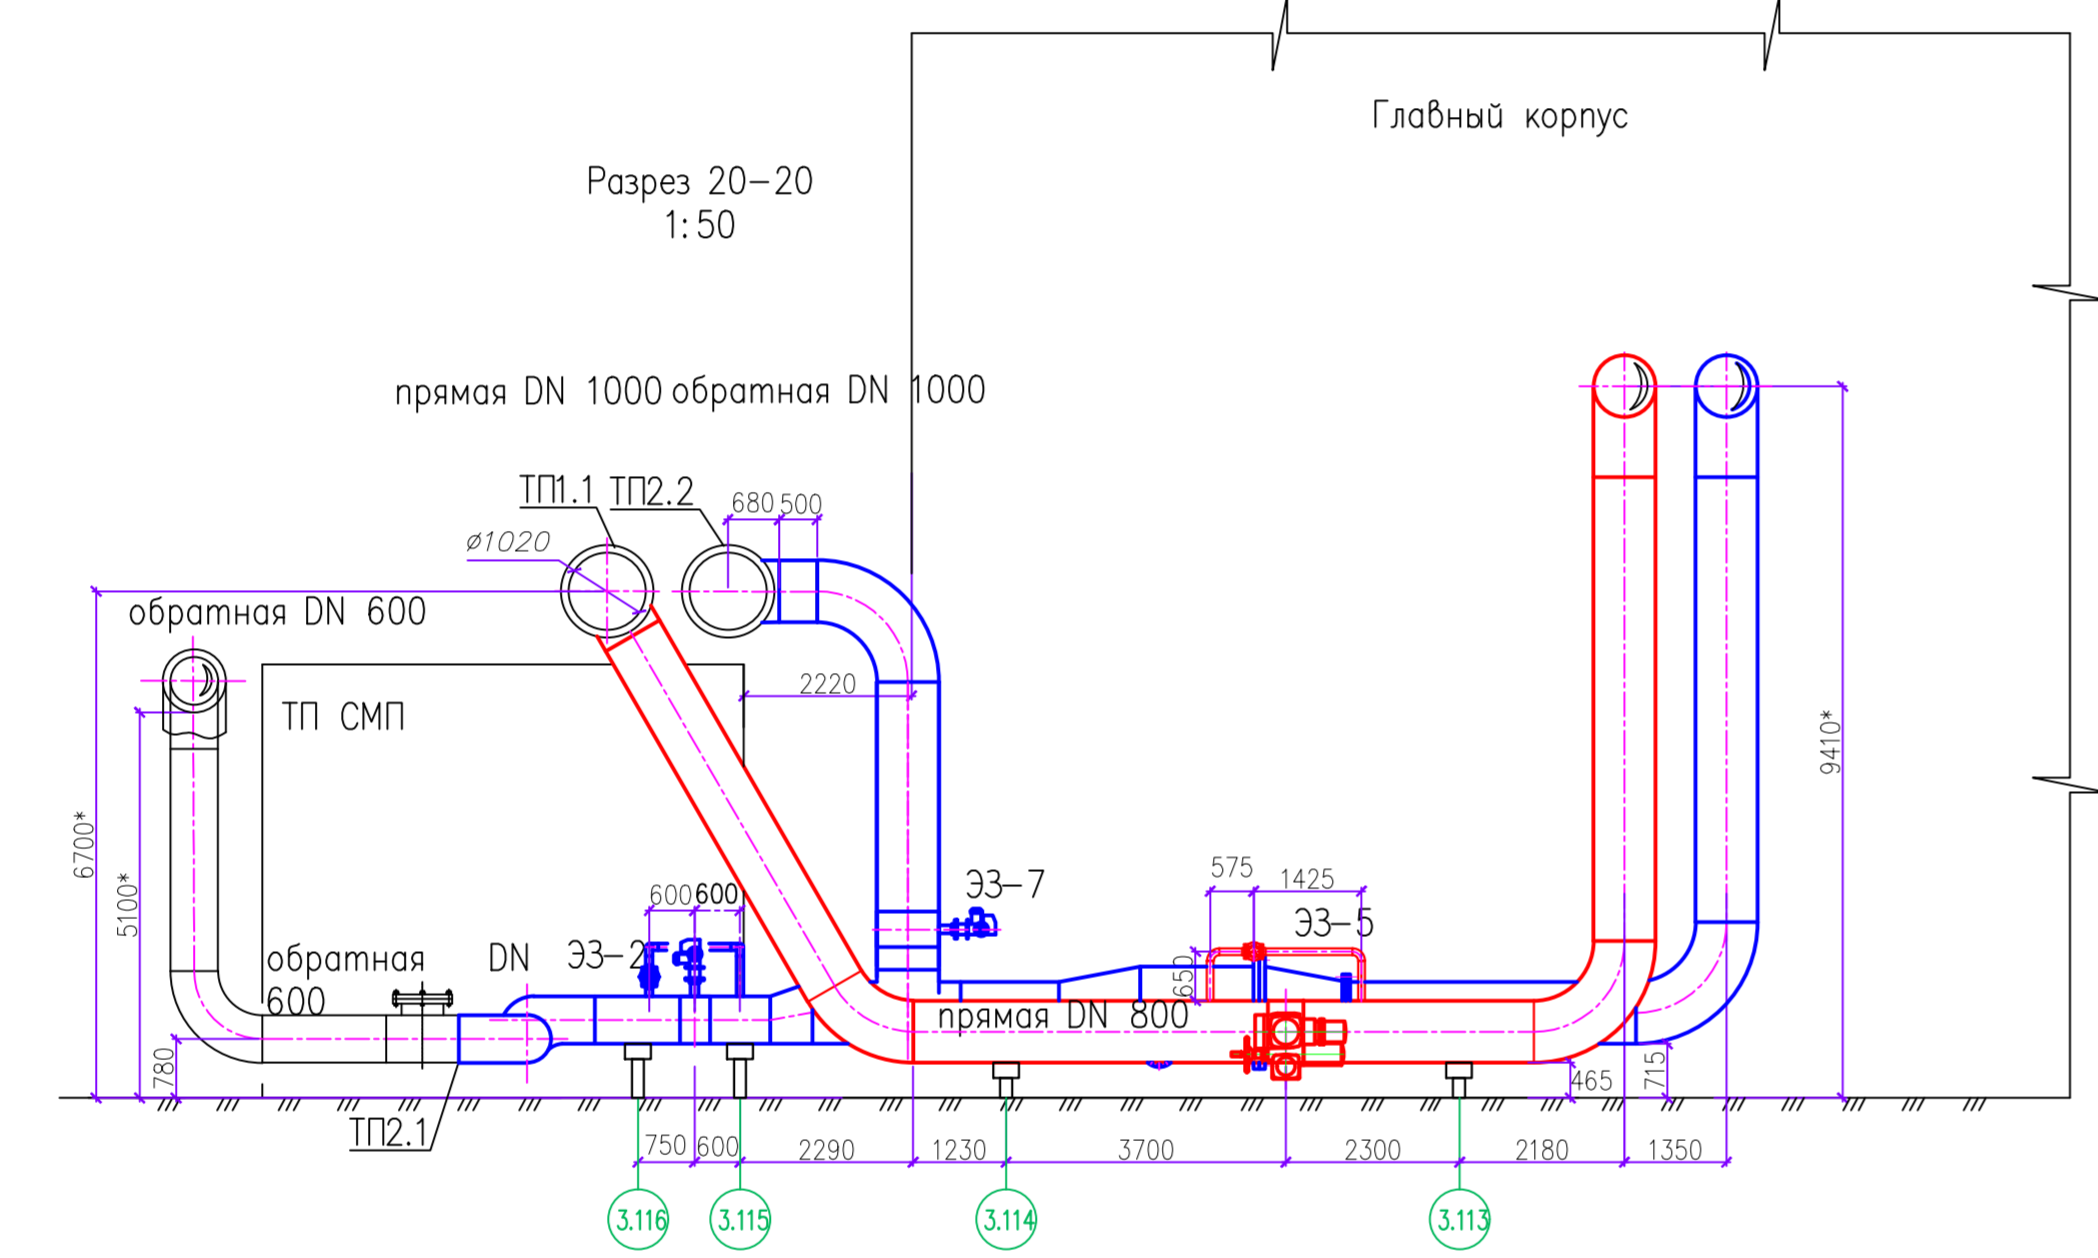 Главный корпус
Разрез 20-20
1:50
прямая DN 1000 обратная DN 1000
ТП1.1 ТП2.2
680 500
ø1020
обратная DN 600
ТП СМП
2220
6700*
5100*
9410*
575 1425
600 600
ЭЗ-7
ЭЗ-5
обратная DN
600
ЭЗ-2
650
прямая DN 800
780
465
715
ТП2.1
750 600 2290 1230 3700 2300 2180 1350
3.116 3.115 3.114 3.113